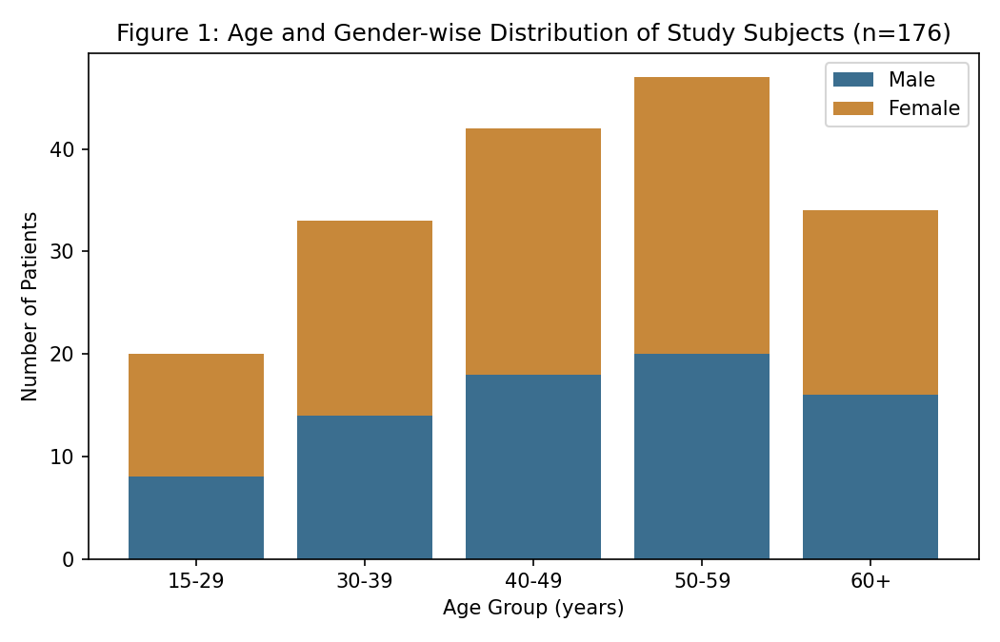 Figure 1: Age and Gender-wise Distribution of Study Subjects (n=176)
Male
Female
Number of Patients
40
30
20
10
0
15-29
30-39
40-49
50-59
60+
Age Group (years)